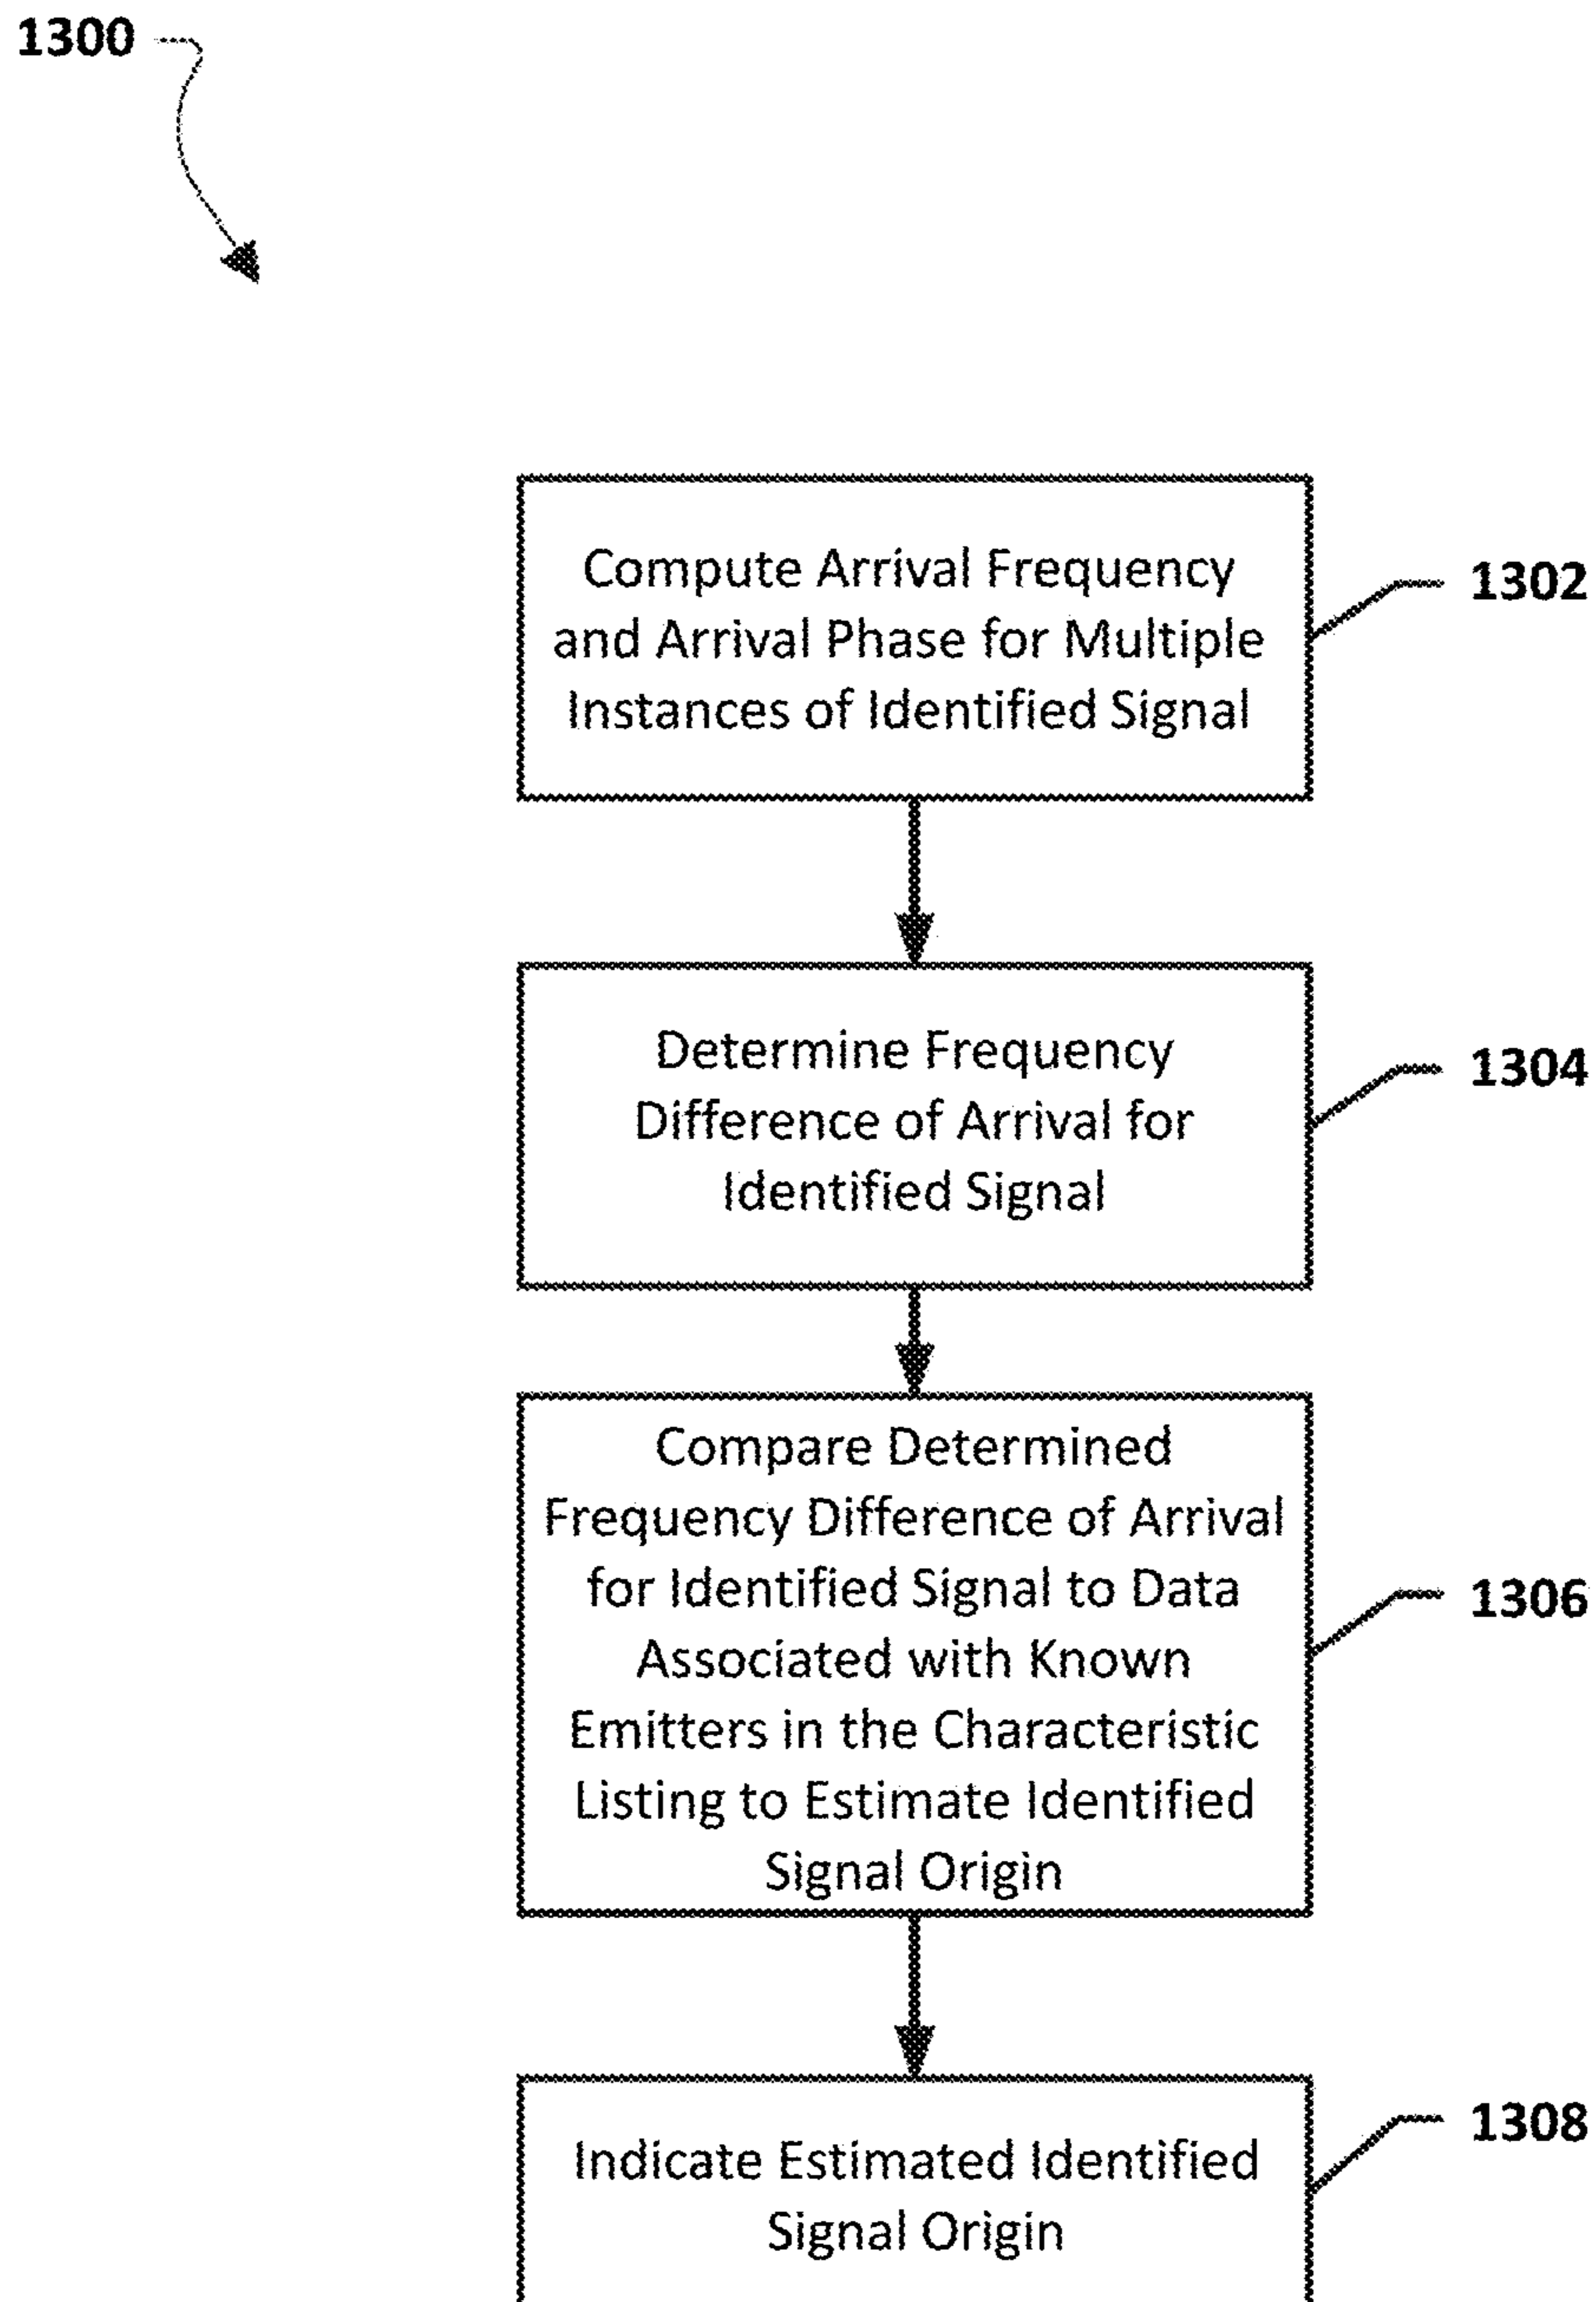 1300
Compute Arrival Frequency
and Arrival Phase for Multiple
Instances of Identified Signal
1302
Determine Frequency
Difference of Arrival for
Identified Signal
1304
Compare Determined
Frequency Difference of Arrival
for Identified Signal to Data
Associated with Known
Emitters in the Characteristic
Listing to Estimate Identified
Signal Origin
1306
Indicate Estimated Identified
Signal Origin
1308